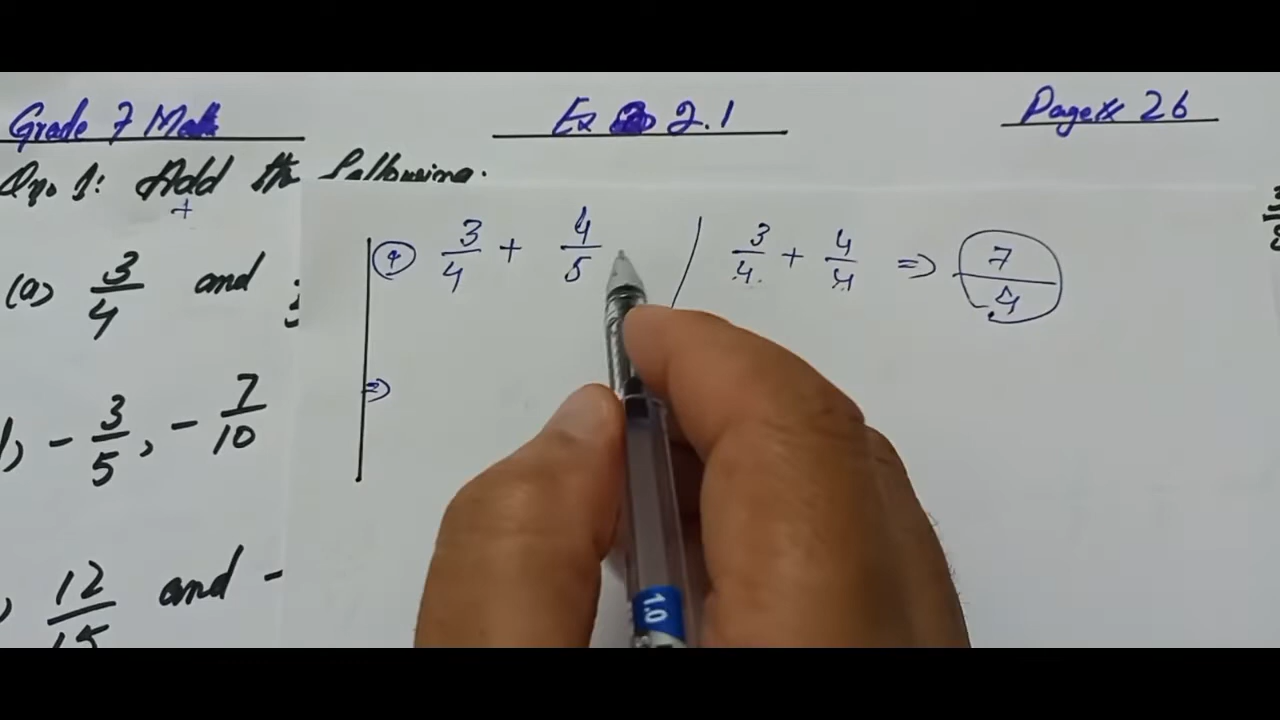 Grade 7 Math Ex 2.1 Page 26
Q.no 1: Add the following.
+
(a) 3/4 and
a 3/4 + 4/5 / 3/4 + 4/4 ⇒ 7/4
⇒
- 3/5, - 7/10
12/15 and -
1.0